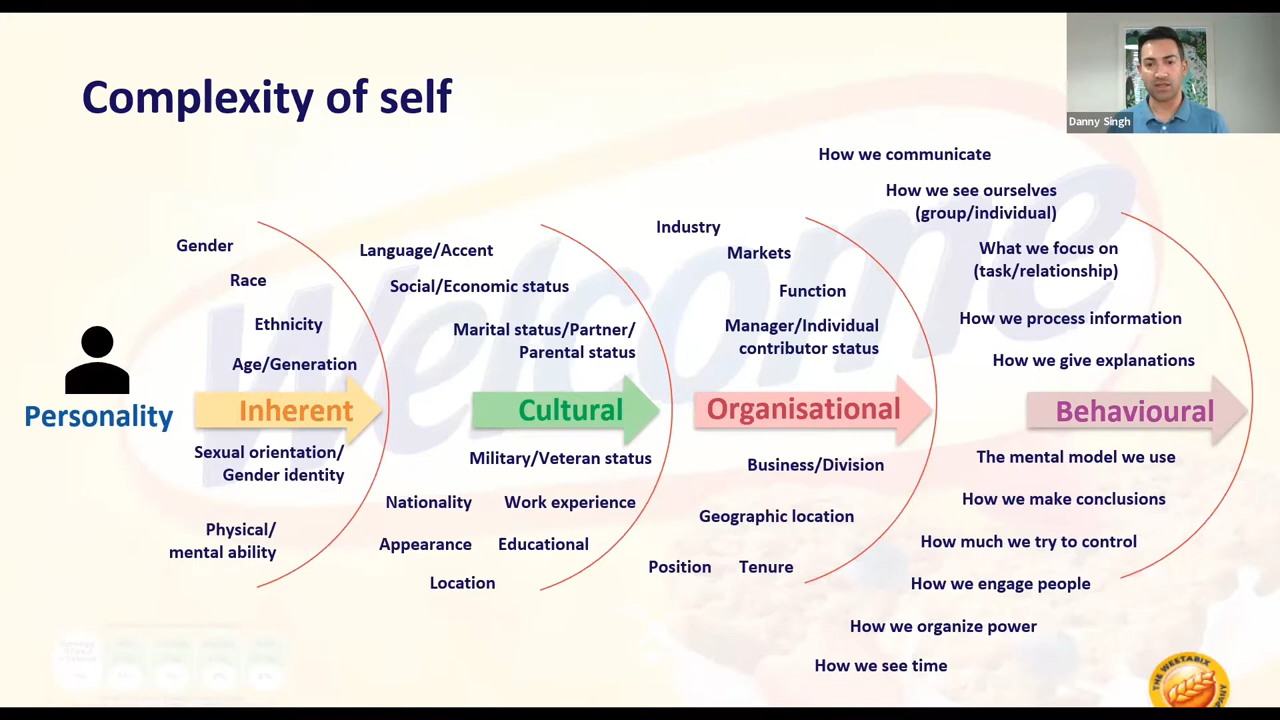 Complexity of self
Danny Singh
Personality
Gender
Race
Ethnicity
Age/Generation
Inherent
Sexual orientation/
Gender identity
Physical/
mental ability
Language/Accent
Social/Economic status
Marital status/Partner/
Parental status
Cultural
Military/Veteran status
Nationality Work experience
Appearance Educational
Location
Industry
Markets
Function
Manager/Individual
contributor status
Organisational
Business/Division
Geographic location
Position Tenure
How we communicate
How we see ourselves
(group/individual)
What we focus on
(task/relationship)
How we process information
How we give explanations
Behavioural
The mental model we use
How we make conclusions
How much we try to control
How we engage people
How we organize power
How we see time
Welcome
THE WEETABIX